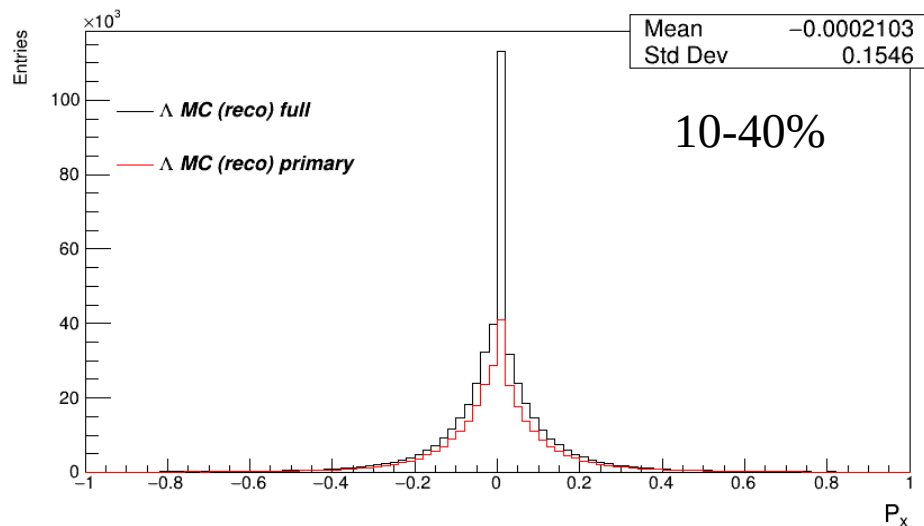 ×10³
Entries
Mean −0.0002103
Std Dev 0.1546
Λ MC (reco) full
Λ MC (reco) primary
10-40%
100
80
60
40
20
0
−1 −0.8 −0.6 −0.4 −0.2 0 0.2 0.4 0.6 0.8 1
Pₓ